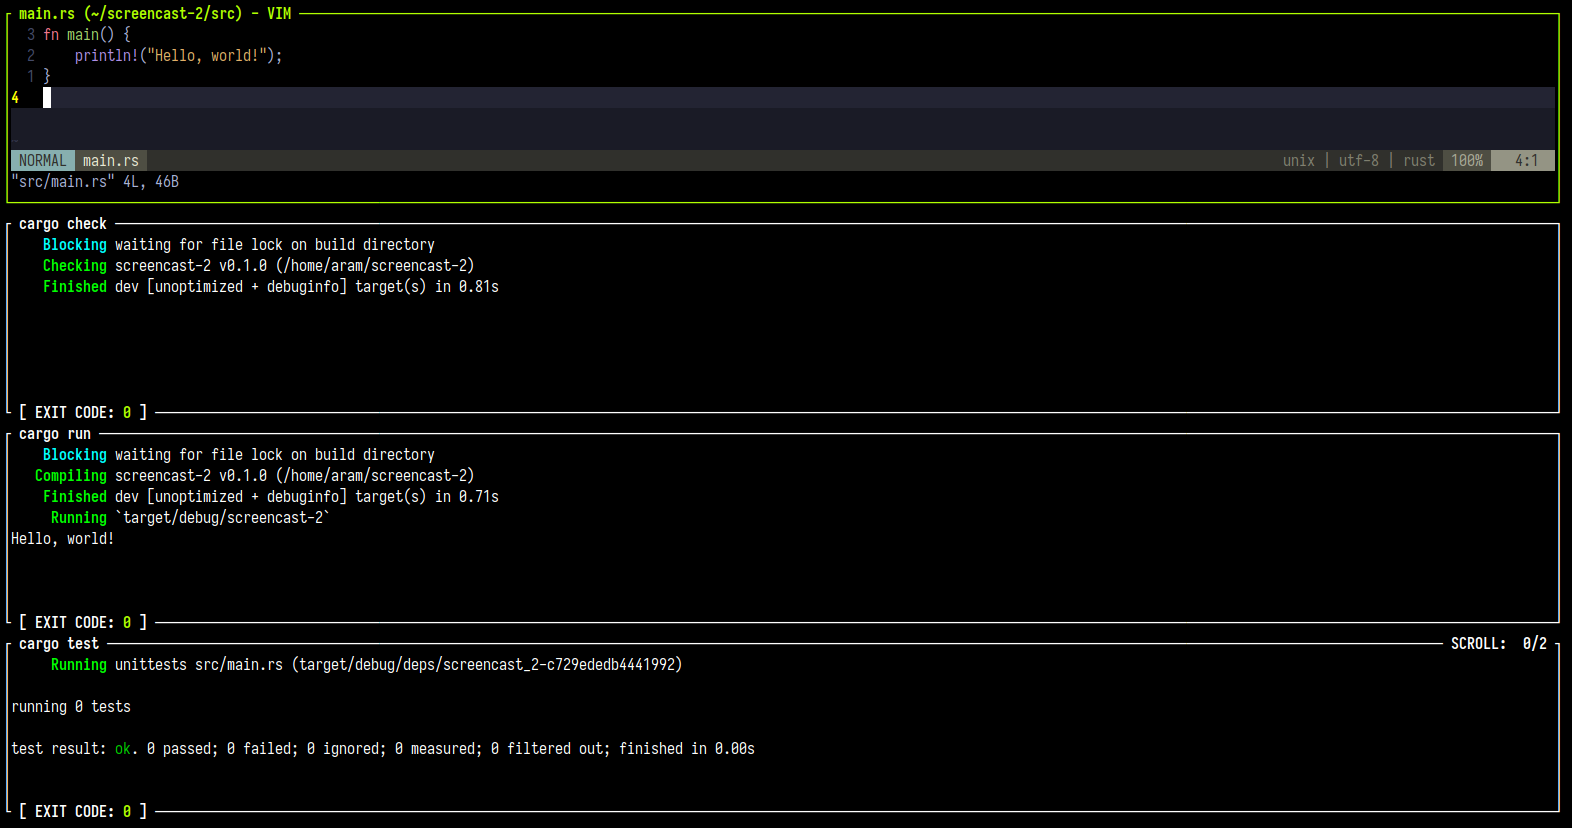 main.rs (~/screencast-2/src) - VIM
3 fn main() {
2     println!("Hello, world!");
1 }
4
~
NORMAL main.rs unix | utf-8 | rust 100% 4:1
"src/main.rs" 4L, 46B
cargo check
Blocking waiting for file lock on build directory
Checking screencast-2 v0.1.0 (/home/aram/screencast-2)
Finished dev [unoptimized + debuginfo] target(s) in 0.81s
[ EXIT CODE: 0 ]
cargo run
Blocking waiting for file lock on build directory
Compiling screencast-2 v0.1.0 (/home/aram/screencast-2)
Finished dev [unoptimized + debuginfo] target(s) in 0.71s
Running `target/debug/screencast-2`
Hello, world!
[ EXIT CODE: 0 ]
cargo test SCROLL: 0/2
Running unittests src/main.rs (target/debug/deps/screencast_2-c729ededb4441992)
running 0 tests
test result: ok. 0 passed; 0 failed; 0 ignored; 0 measured; 0 filtered out; finished in 0.00s
[ EXIT CODE: 0 ]